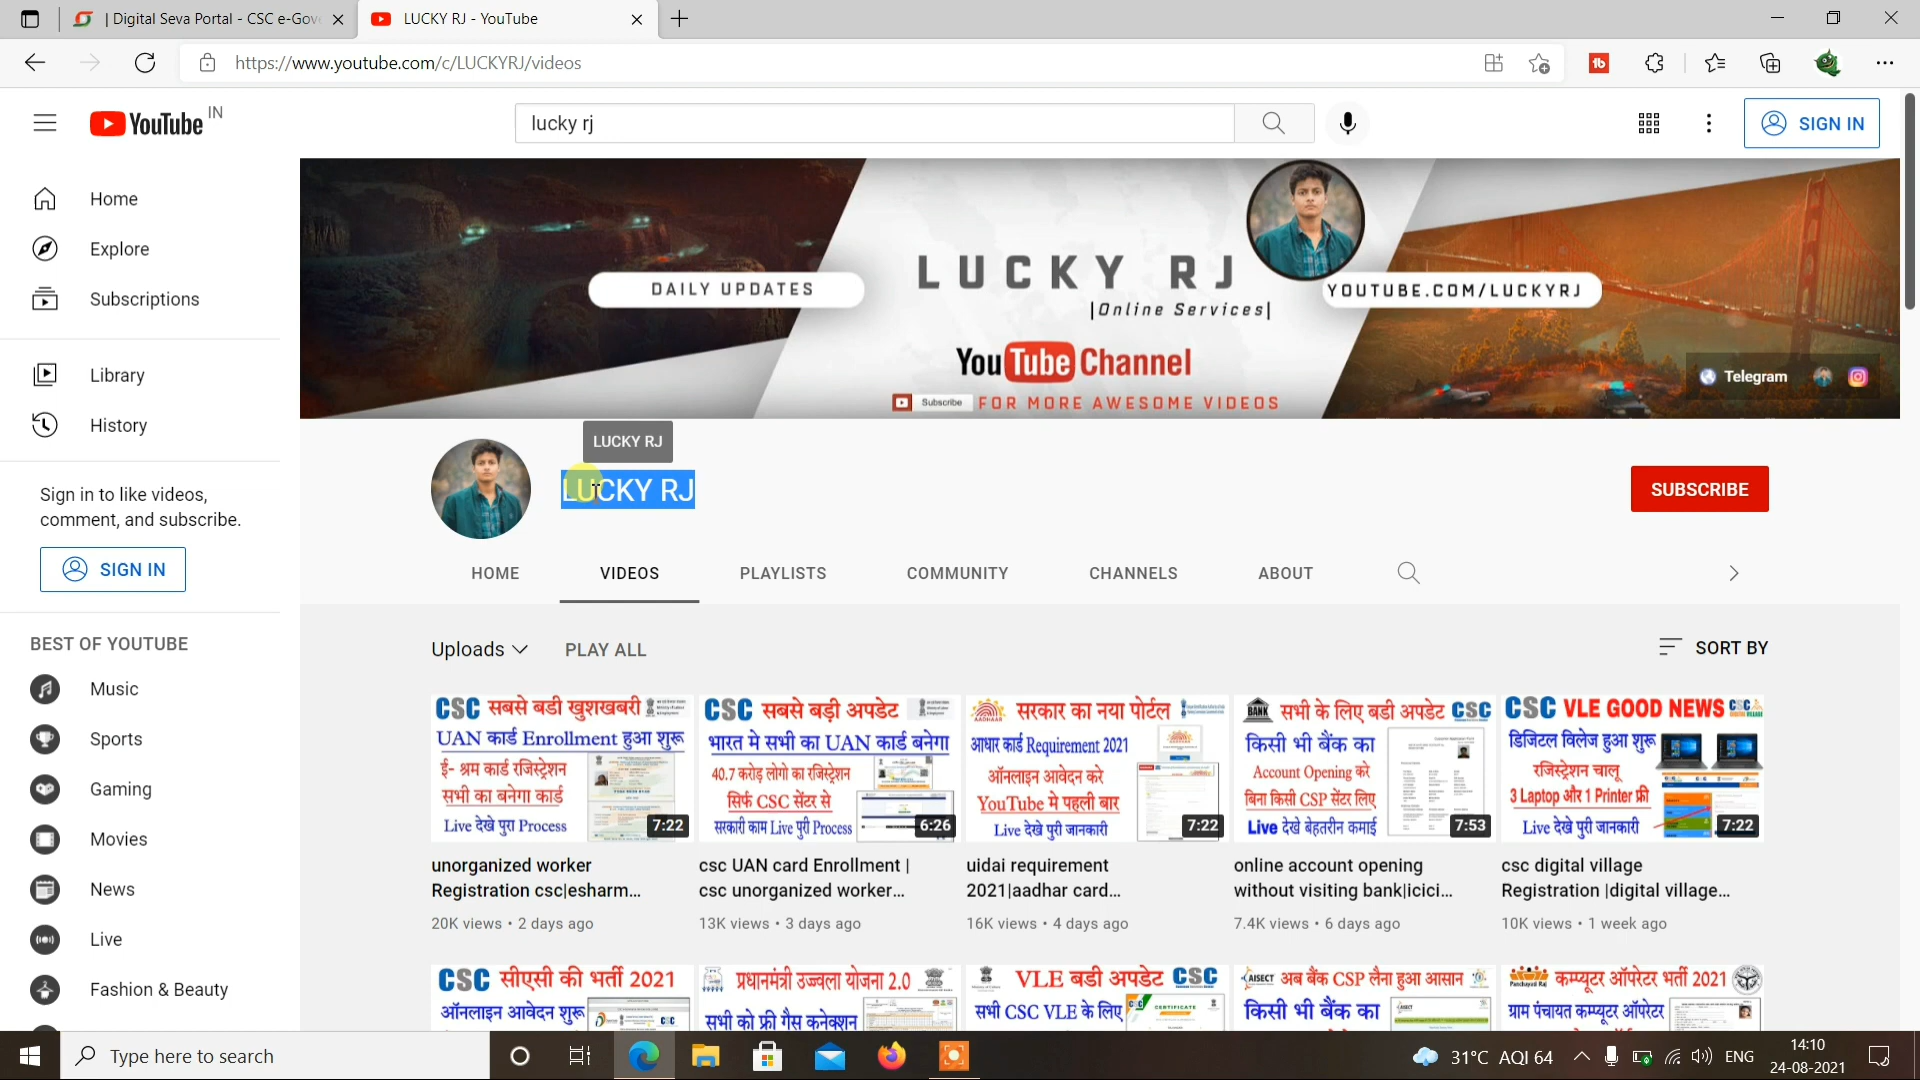 | Digital Seva Portal - CSC e-Gov
LUCKY RJ - YouTube
https://www.youtube.com/c/LUCKYRJ/videos
YouTube IN
lucky rj
SIGN IN
Home
Explore
Subscriptions
Library
History
Sign in to like videos,
comment, and subscribe.
SIGN IN
BEST OF YOUTUBE
Music
Sports
Gaming
Movies
News
Live
Fashion & Beauty
DAILY UPDATES
LUCKY RJ
|Online Services|
YOUTUBE.COM/LUCKYRJ
YouTube Channel
Subscribe FOR MORE AWESOME VIDEOS
Telegram
LUCKY RJ
LUCKY RJ
SUBSCRIBE
HOME VIDEOS PLAYLISTS COMMUNITY CHANNELS ABOUT
Uploads PLAY ALL SORT BY
CSC सबसे बडी खुशखबरी
UAN कार्ड Enrollment हुआ शुरू
ई- श्रम कार्ड रजिस्ट्रेशन
सभी का बनेगा कार्ड
Live देखे पुरा Process
7:22
unorganized worker
Registration csc|esharm...
20K views • 2 days ago
CSC सबसे बड़ी अपडेट
भारत मे सभी का UAN कार्ड बनेगा
40.7 करोड़ लोगो का रजिस्ट्रेशन
सिर्फ CSC सेंटर से
सरकारी काम Live पुरी Process
6:26
csc UAN card Enrollment |
csc unorganized worker...
13K views • 3 days ago
AADHAAR
सरकार का नया पोर्टल
आधार कार्ड Requirement 2021
ऑनलाइन आवेदन करे
YouTube मे पहली बार
Live देखे पुरी जानकारी
7:22
uidai requirement
2021|aadhar card...
16K views • 4 days ago
BANK सभी के लिए बडी अपडेट CSC
किसी भी बैंक का
Account Opening करे
बिना किसी CSP सेंटर लिए
Live देखे बेहतरीन कमाई
7:53
online account opening
without visiting bank|icici...
7.4K views • 6 days ago
CSC VLE GOOD NEWS CSC
डिजिटल विलेज हुआ शुरू
रजिस्ट्रेशन चालू
3 Laptop और 1 Printer फ्री
Live देखे पुरी जानकारी
7:22
csc digital village
Registration |digital village...
10K views • 1 week ago
CSC सीएसी की भर्ती 2021
ऑनलाइन आवेदन शुरू
CSC
प्रधानमंत्री उज्वला योजना 2.0
सभी को फ्री गैस कनेक्शन
VLE बडी अपडेट CSC
सभी CSC VLE के लिए
CERTIFICATE
AISECT अब बैंक CSP लेना हुआ आसान
किसी भी बैंक का
Panchayati Raj कम्प्युटर ऑपरेटर भर्ती 2021
ग्राम पंचायत कम्प्युटर ऑपरेटर
Type here to search
31°C AQI 64
ENG
14:10
24-08-2021